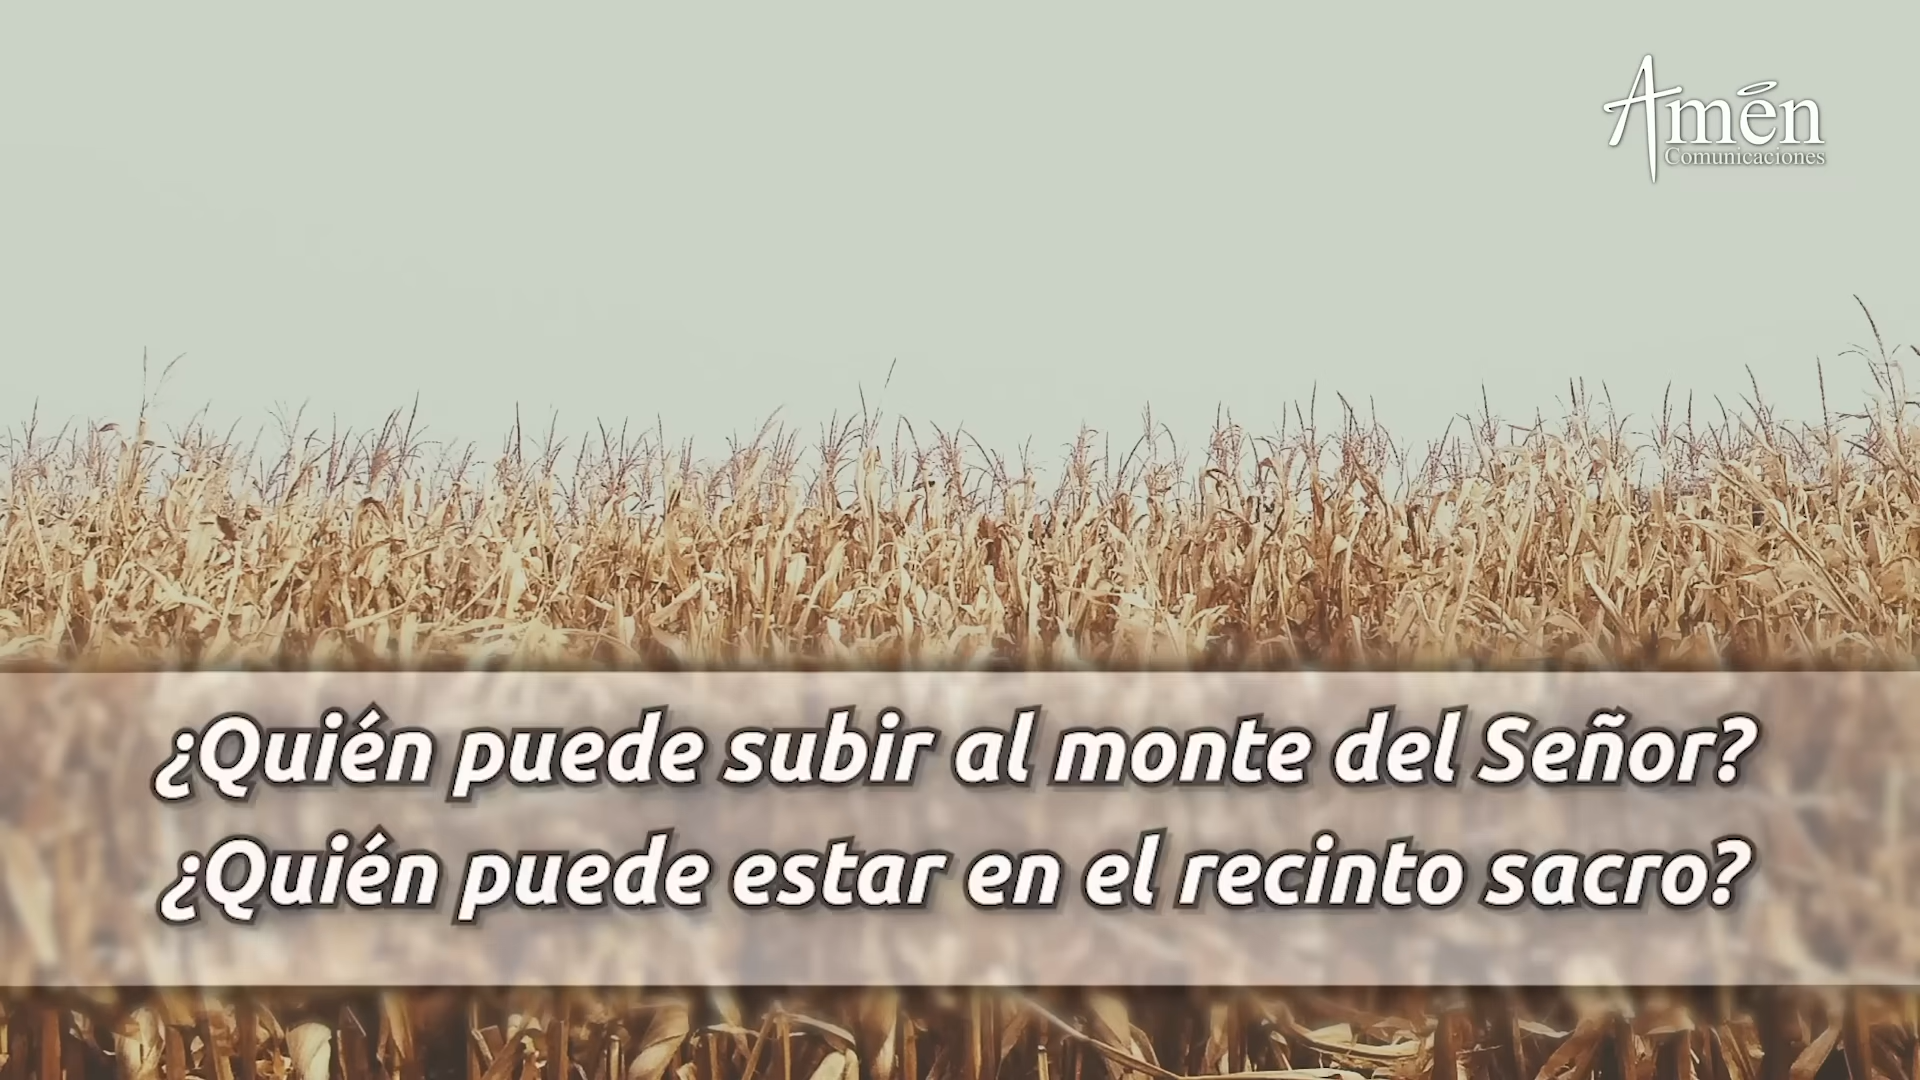 Amén
Comunicaciones
¿Quién puede subir al monte del Señor?
¿Quién puede estar en el recinto sacro?